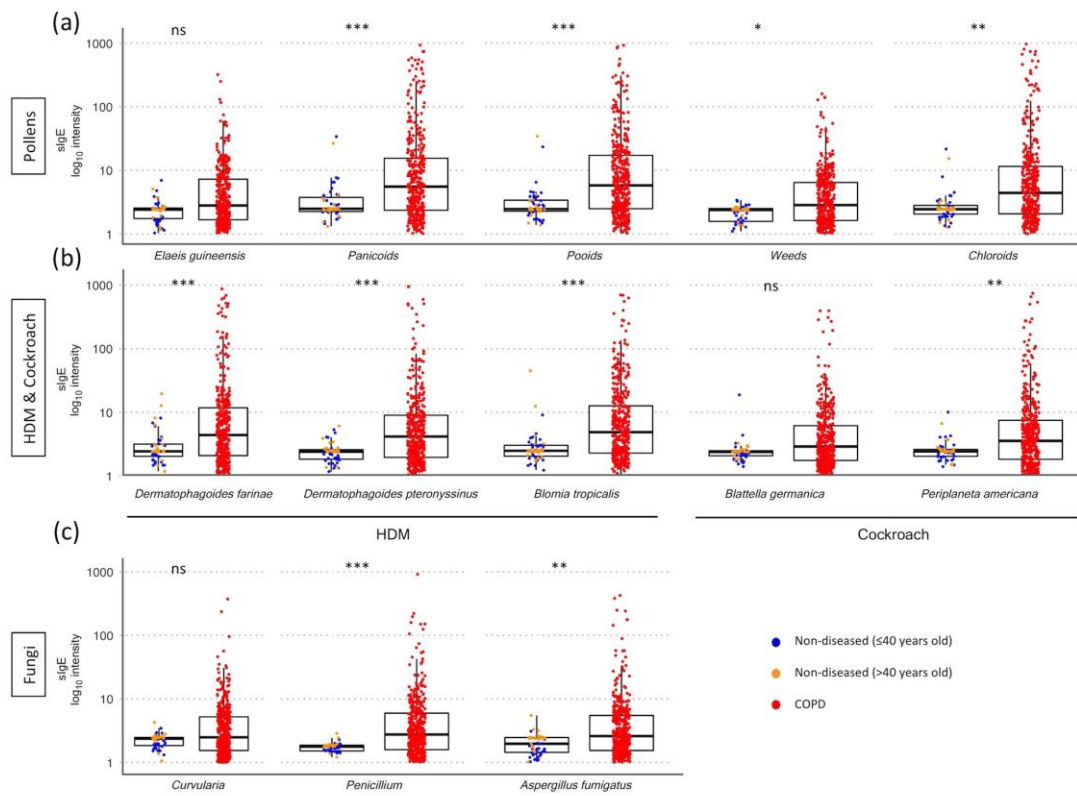 (a)
Pollens
sIgE
log10 intensity
ns *** *** * **
1000
100
10
1
Elaeis guineensis Panicoids Pooids Weeds Chloroids
(b)
HDM & Cockroach
sIgE
log10 intensity
*** *** *** ns **
1000
100
10
1
Dermatophagoides farinae Dermatophagoides pteronyssinus Blomia tropicalis Blattella germanica Periplaneta americana
HDM Cockroach
(c)
Fungi
sIgE
log10 intensity
ns *** **
1000
100
10
1
Curvularia Penicillium Aspergillus fumigatus
Non-diseased (≤40 years old)
Non-diseased (>40 years old)
COPD